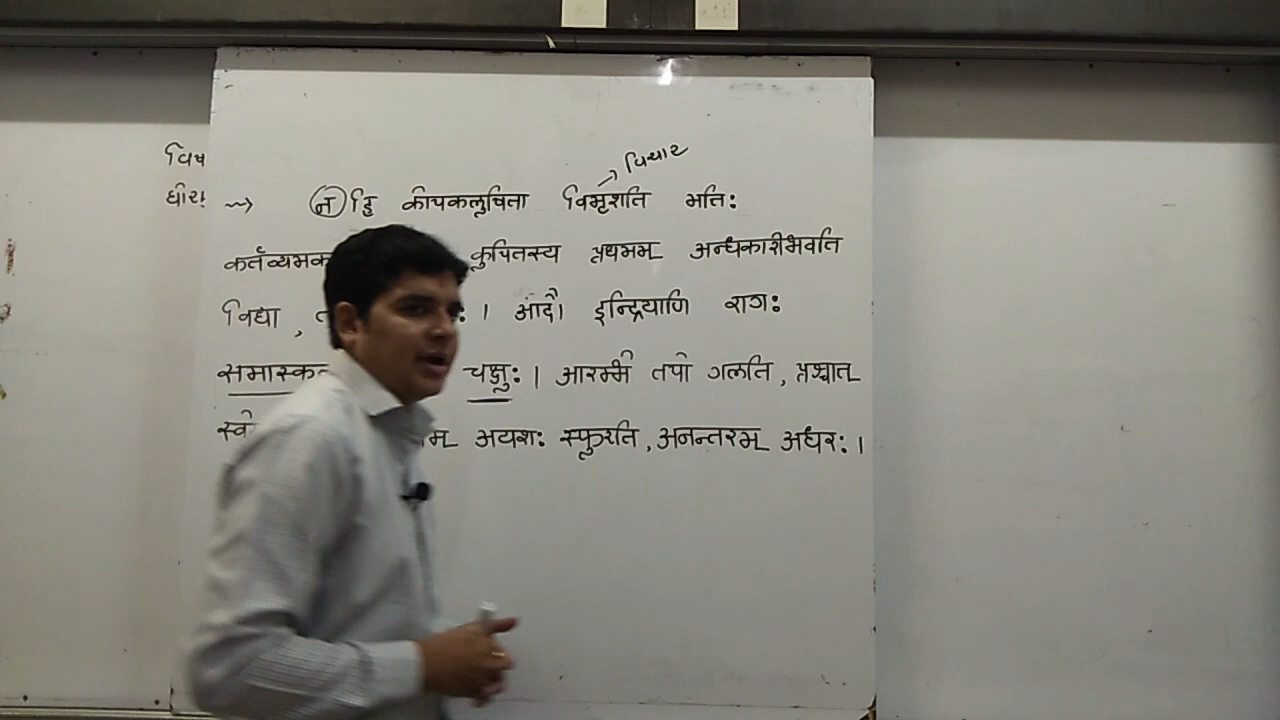 विचार
विष
धीरा ⇝ न हि कोपकलुषिता विमृशति मतिः
कर्तव्यमक कुपितस्य प्रथमम् अन्धकारीभवति
विद्या, । आदौ इन्द्रियाणि रागः
समास्कन चक्षुः । आरम्भे तपो गलति, पश्चात्
स्वे म् अयशः स्फुरति, अनन्तरम् अधरः ।